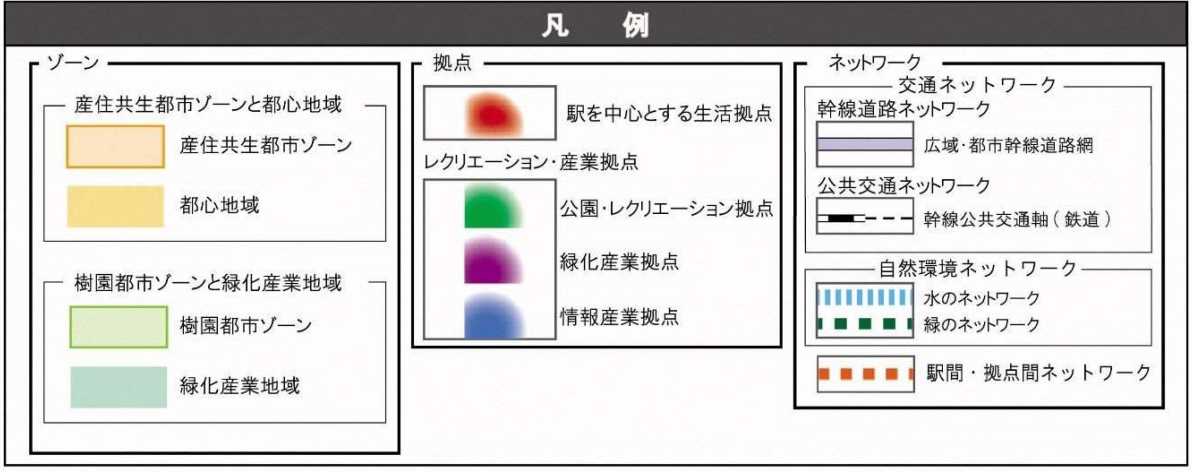 凡 例
ゾーン
産住共生都市ゾーンと都心地域
産住共生都市ゾーン
都心地域
樹園都市ゾーンと緑化産業地域
樹園都市ゾーン
緑化産業地域
拠点
駅を中心とする生活拠点
レクリエーション・産業拠点
公園・レクリエーション拠点
緑化産業拠点
情報産業拠点
ネットワーク
交通ネットワーク
幹線道路ネットワーク
広域・都市幹線道路網
公共交通ネットワーク
幹線公共交通軸（鉄道）
自然環境ネットワーク
水のネットワーク
緑のネットワーク
駅間・拠点間ネットワーク